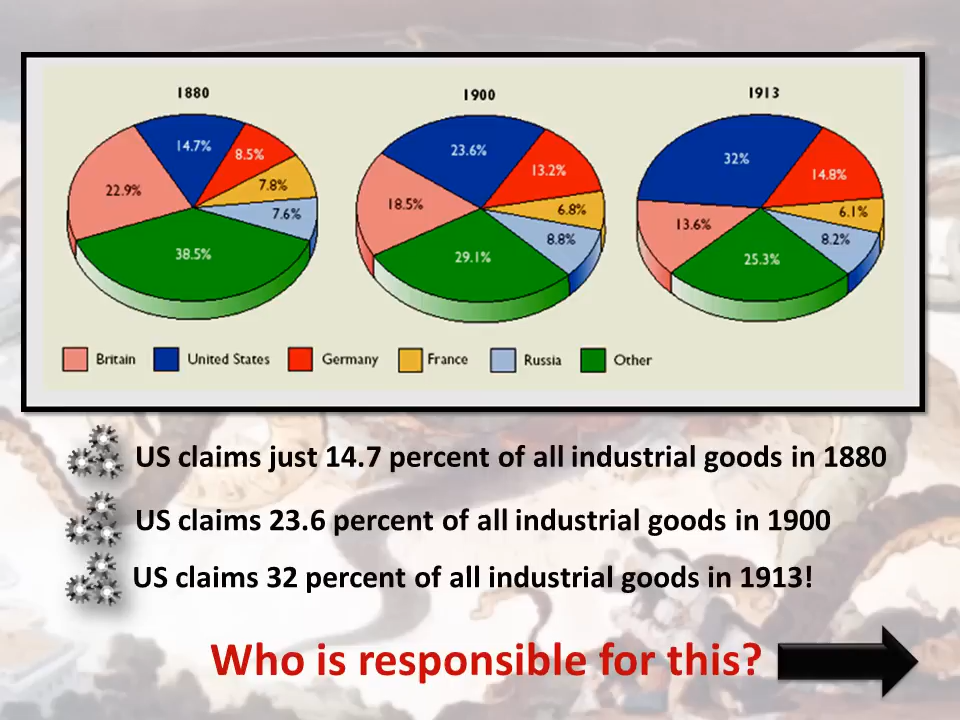 1880 1900 1913
14.7% 8.5% 7.8% 7.6% 38.5% 22.9%
23.6% 13.2% 6.8% 8.8% 29.1% 18.5%
32% 14.8% 6.1% 8.2% 25.3% 13.6%
Britain United States Germany France Russia Other
US claims just 14.7 percent of all industrial goods in 1880
US claims 23.6 percent of all industrial goods in 1900
US claims 32 percent of all industrial goods in 1913!
Who is responsible for this?